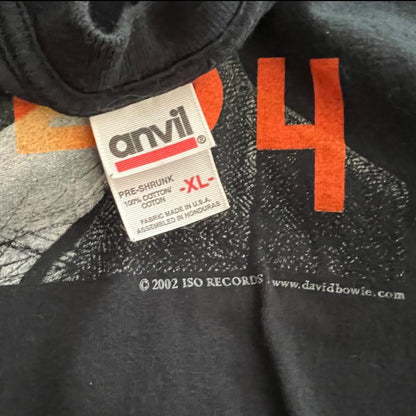 4
anvil®
PRE-SHRUNK
100% COTTON/
COTON
-XL-
FABRIC MADE IN U.S.A.
ASSEMBLED IN HONDURAS
© 2002 ISO RECORDS - www.davidbowie.com